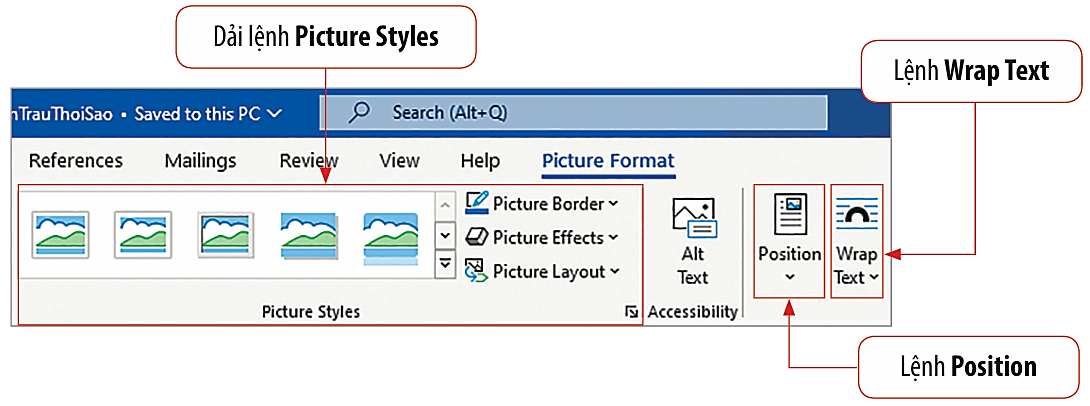 Dải lệnh Picture Styles
Lệnh Wrap Text
nTrauThoiSao • Saved to this PC
Search (Alt+Q)
References Mailings Review View Help Picture Format
Picture Border
Picture Effects
Picture Layout
Alt
Text
Position
Wrap
Text
Picture Styles
Accessibility
Lệnh Position